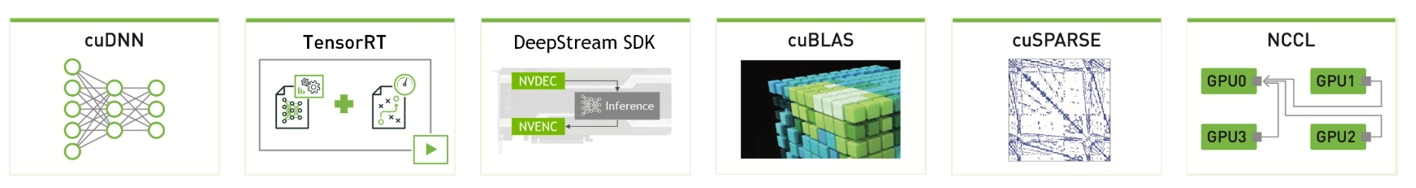 cuDNN
TensorRT
DeepStream SDK
NVDEC
Inference
NVENC
cuBLAS
cuSPARSE
NCCL
GPU0
GPU1
GPU3
GPU2